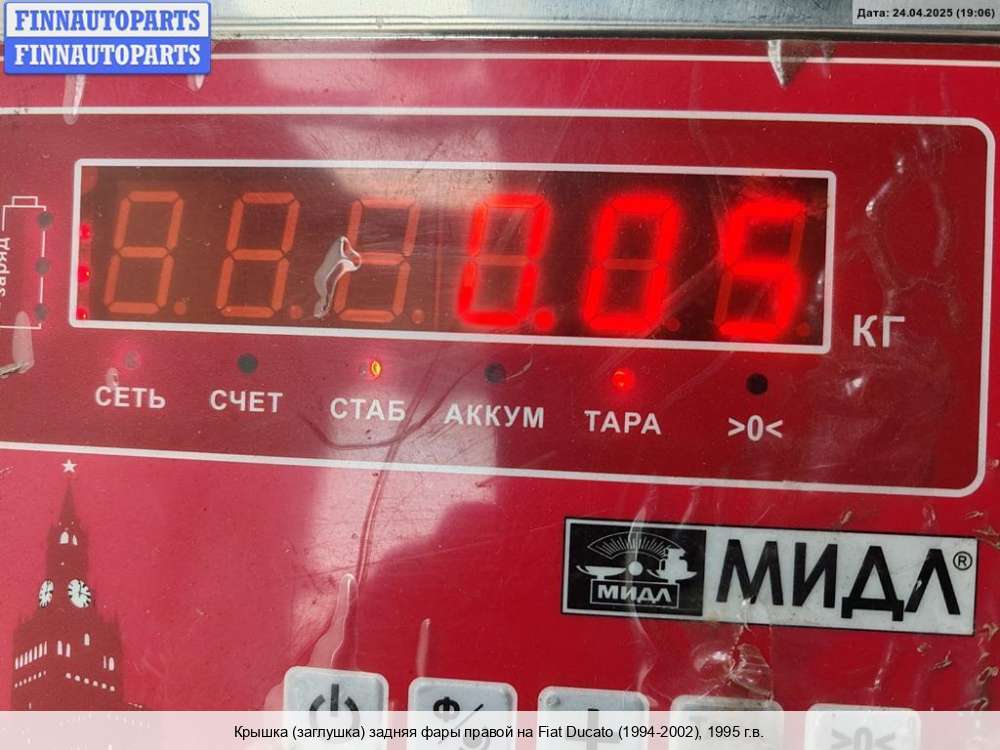 FINNAUTOPARTS
FINNAUTOPARTS
Дата: 24.04.2025 (19:06)
заряд
0.05
КГ
СЕТЬ СЧЕТ СТАБ АККУМ ТАРА >0<
МИДЛ МИДЛ®
Крышка (заглушка) задняя фары правой на Fiat Ducato (1994-2002), 1995 г.в.